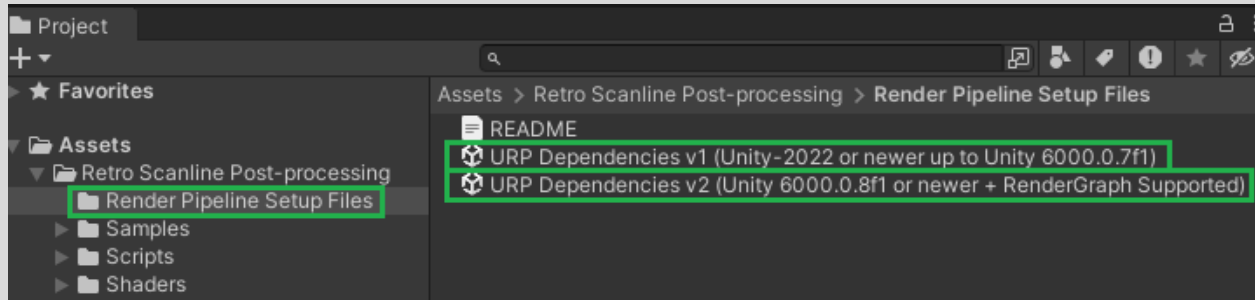 Project
Favorites
Assets > Retro Scanline Post-processing > Render Pipeline Setup Files
README
Assets
URP Dependencies v1 (Unity-2022 or newer up to Unity 6000.0.7f1)
Retro Scanline Post-processing
URP Dependencies v2 (Unity 6000.0.8f1 or newer + RenderGraph Supported)
Render Pipeline Setup Files
Samples
Scripts
Shaders